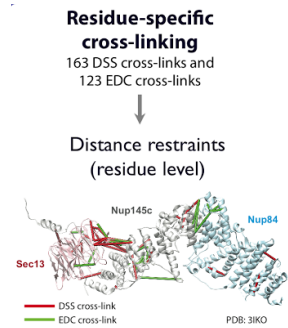 Residue-specific
cross-linking
163 DSS cross-links and
123 EDC cross-links
Distance restraints
(residue level)
Nup145c
Nup84
Sec13
DSS cross-link
EDC cross-link
PDB: 3IKO